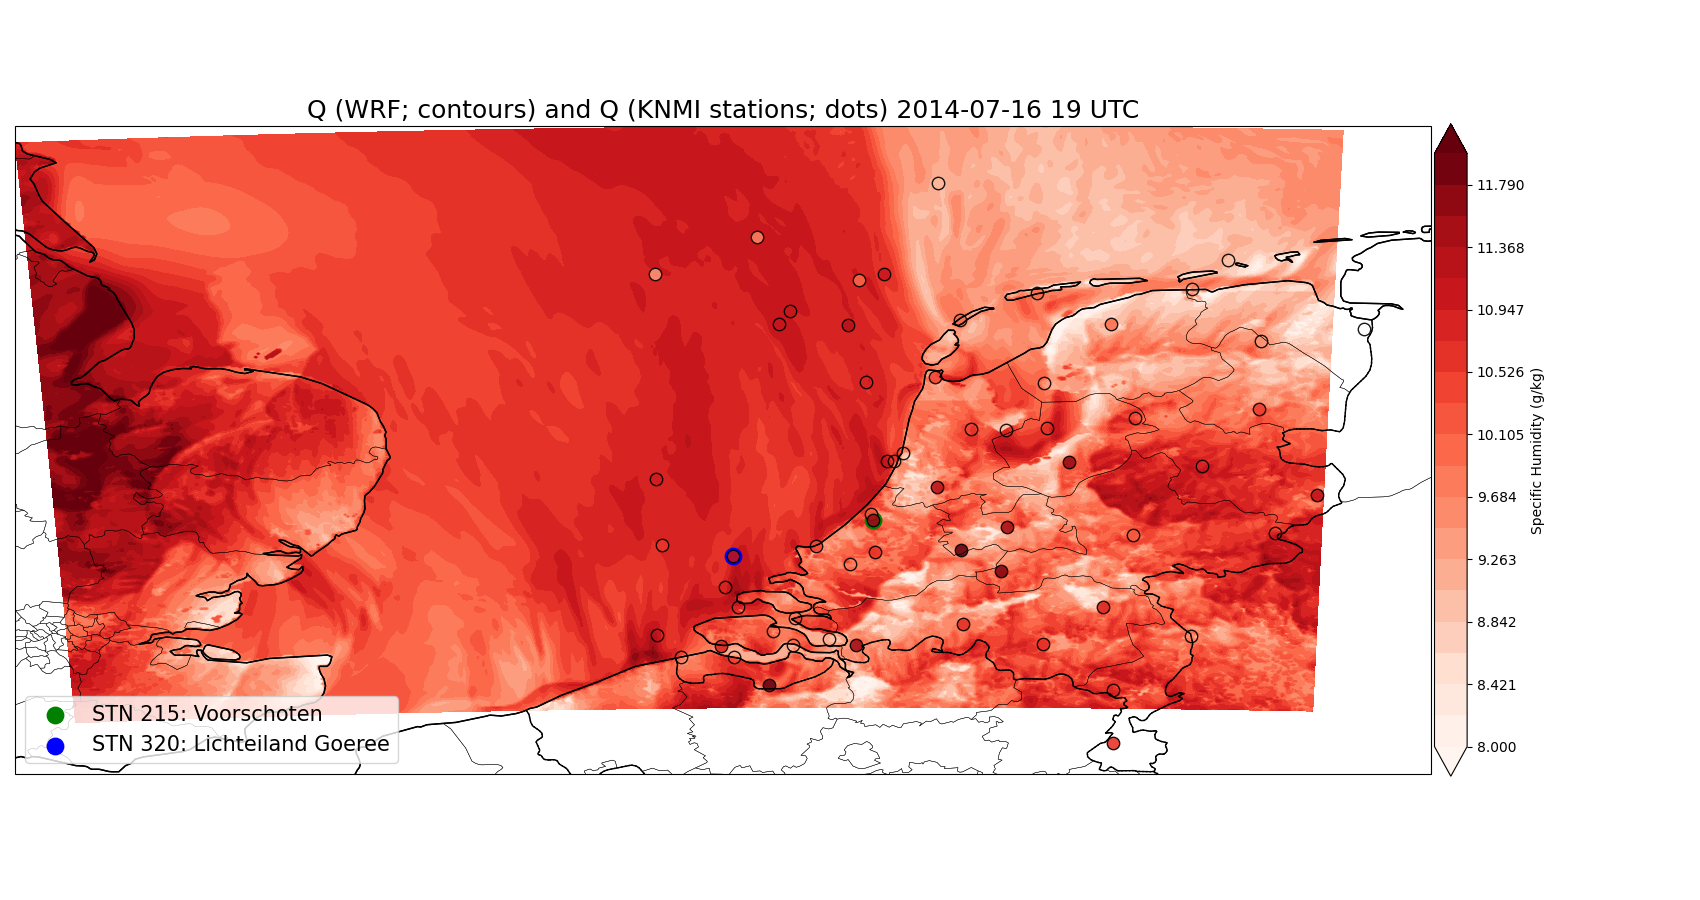 Q (WRF; contours) and Q (KNMI stations; dots) 2014-07-16 19 UTC
11.790
11.368
10.947
10.526
10.105
9.684
9.263
8.842
8.421
8.000
Specific Humidity (g/kg)
STN 215: Voorschoten
STN 320: Lichteiland Goeree